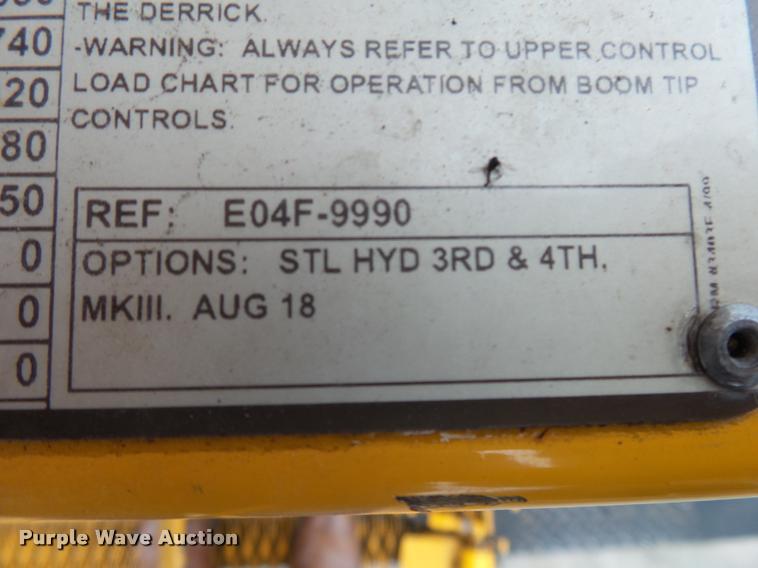 THE DERRICK.
-WARNING: ALWAYS REFER TO UPPER CONTROL
LOAD CHART FOR OPERATION FROM BOOM TIP
CONTROLS.
740
20
80
50
0
0
0
REF: E04F-9990
OPTIONS: STL HYD 3RD & 4TH.
MKIII. AUG 18
Purple Wave Auction